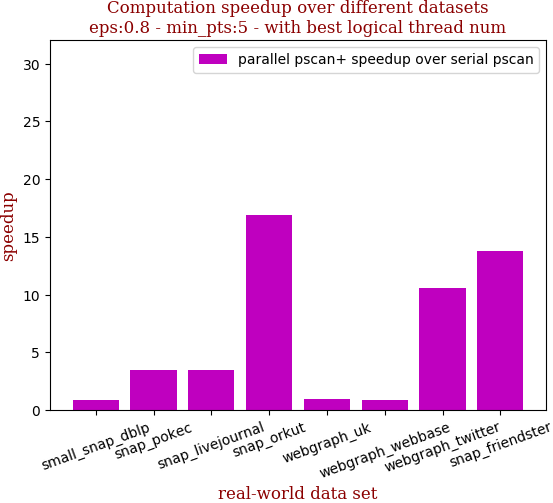 Computation speedup over different datasets
eps:0.8 - min_pts:5 - with best logical thread num
parallel pscan+ speedup over serial pscan
speedup
30
25
20
15
10
5
0
small_snap_dblp
snap_pokec
snap_livejournal
snap_orkut
webgraph_uk
webgraph_webbase
webgraph_twitter
snap_friendster
real-world data set